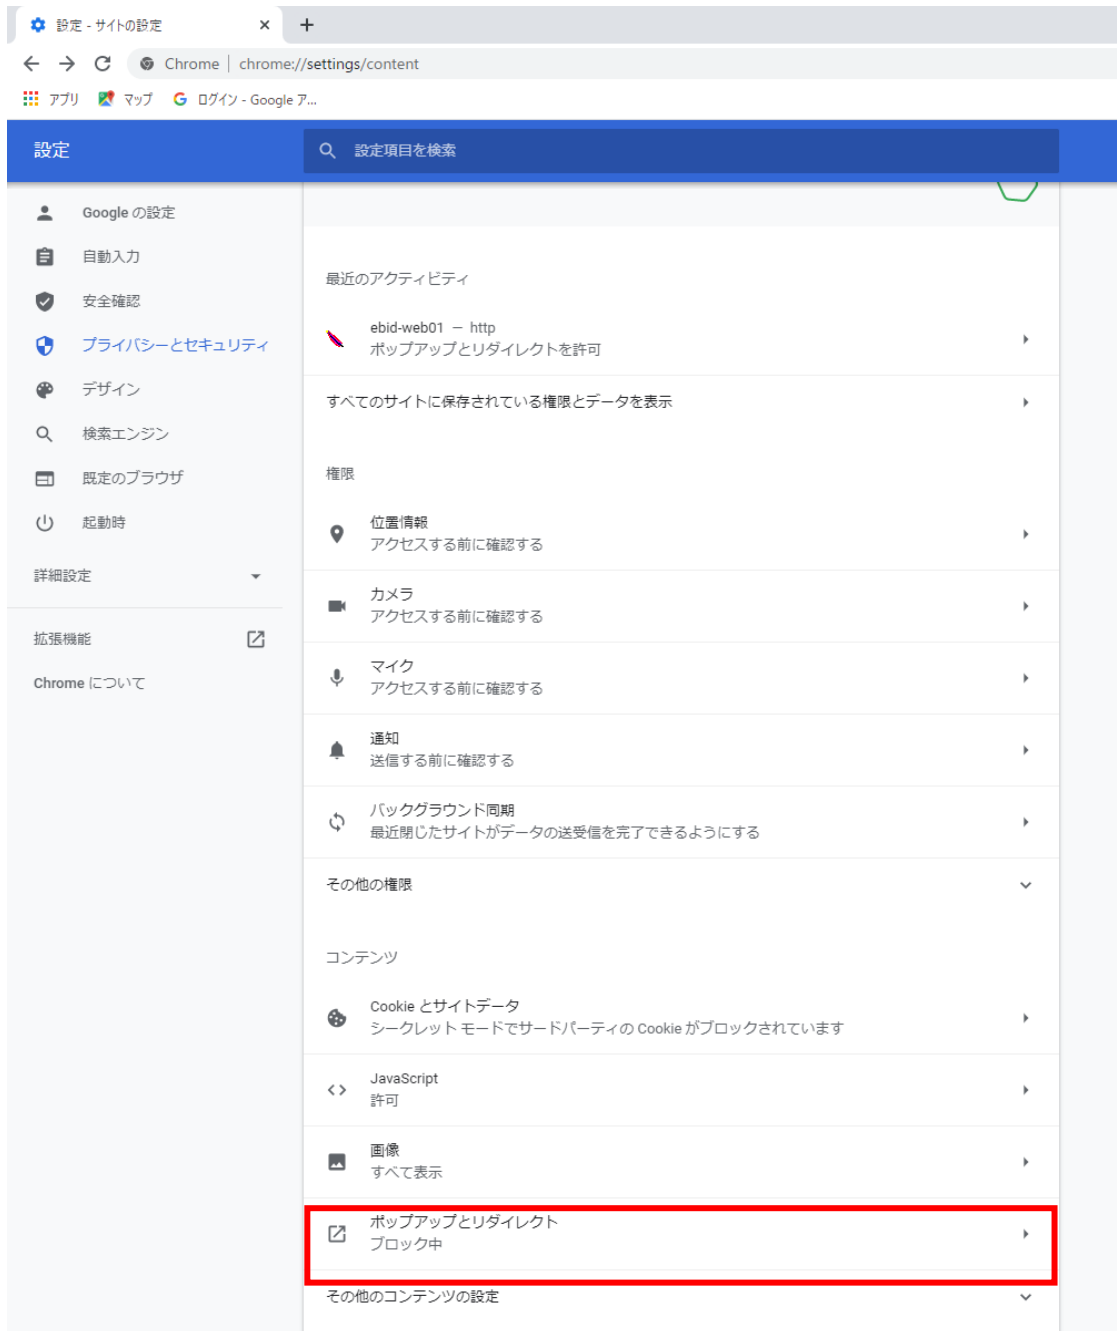 設定 - サイトの設定
Chrome | chrome://settings/content
アプリ マップ ログイン - Google ア...
設定
設定項目を検索
Google の設定
自動入力
安全確認
プライバシーとセキュリティ
デザイン
検索エンジン
既定のブラウザ
起動時
詳細設定
拡張機能
Chrome について
最近のアクティビティ
ebid-web01 － http
ポップアップとリダイレクトを許可
すべてのサイトに保存されている権限とデータを表示
権限
位置情報
アクセスする前に確認する
カメラ
アクセスする前に確認する
マイク
アクセスする前に確認する
通知
送信する前に確認する
バックグラウンド同期
最近閉じたサイトがデータの送受信を完了できるようにする
その他の権限
コンテンツ
Cookie とサイトデータ
シークレット モードでサードパーティの Cookie がブロックされています
JavaScript
許可
画像
すべて表示
ポップアップとリダイレクト
ブロック中
その他のコンテンツの設定